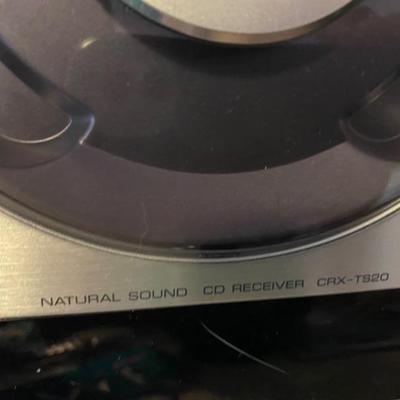 NATURAL SOUND CD RECEIVER CRX-TS20